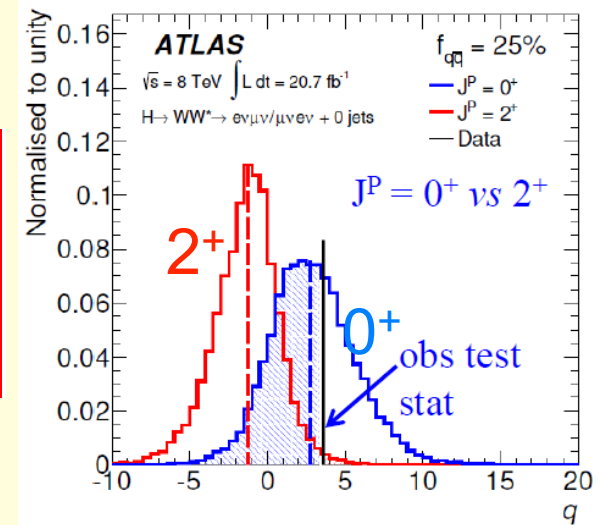 ATLAS
√s = 8 TeV ∫L dt = 20.7 fb⁻¹
H→ WW*→ eνμν/μνeν + 0 jets
f_qq̄ = 25%
J^P = 0⁺
J^P = 2⁺
Data
J^P = 0⁺ vs 2⁺
2⁺
0⁺
obs test
stat
Normalised to unity
0.16
0.14
0.12
0.1
0.08
0.06
0.04
0.02
0
-10 -5 0 5 10 15 20
q